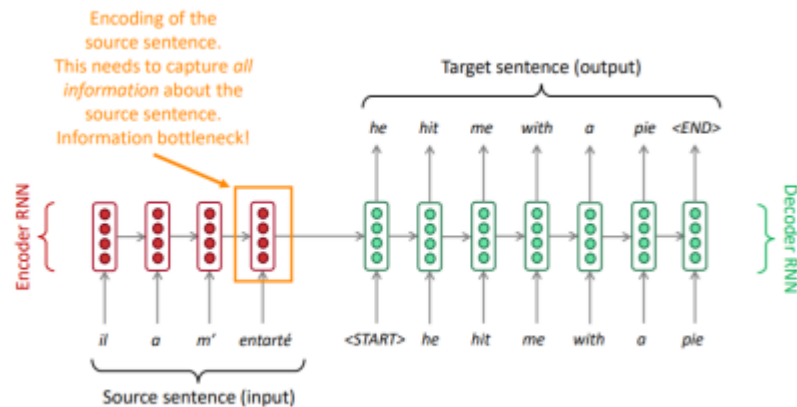 Encoding of the
source sentence.
This needs to capture all
information about the
source sentence.
Information bottleneck!
Target sentence (output)
he hit me with a pie <END>
Encoder RNN
Decoder RNN
il a m' entarté <START> he hit me with a pie
Source sentence (input)